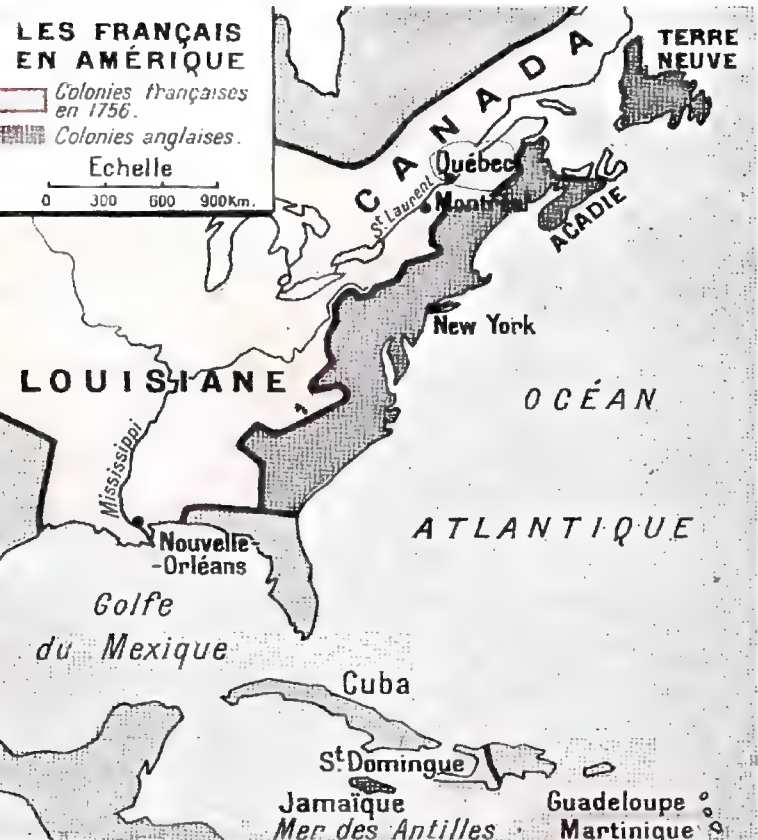 LES FRANÇAIS
EN AMÉRIQUE
Colonies françaises
en 1756.
Colonies anglaises.
Echelle
0 300 600 900Km.
TERRE
NEUVE
CANADA
Québec
St Laurent
Montréal
ACADIE
New York
LOUISIANE
OCÉAN
Mississippi
ATLANTIQUE
Nouvelle-
-Orléans
Golfe
du Mexique
Cuba
St. Domingue
Jamaïque
Guadeloupe
Mer des Antilles
Martinique